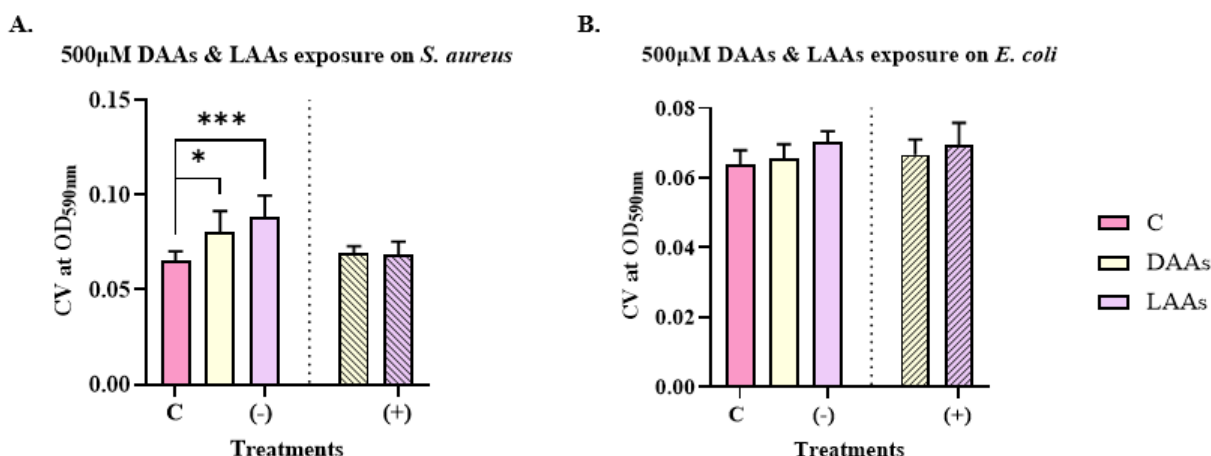 A.
500μM DAAs & LAAs exposure on S. aureus
CV at OD590nm
0.15
0.10
0.05
0.00
***
*
C
(-)
(+)
Treatments
B.
500μM DAAs & LAAs exposure on E. coli
CV at OD590nm
0.08
0.06
0.04
0.02
0.00
C
(-)
(+)
Treatments
C
DAAs
LAAs